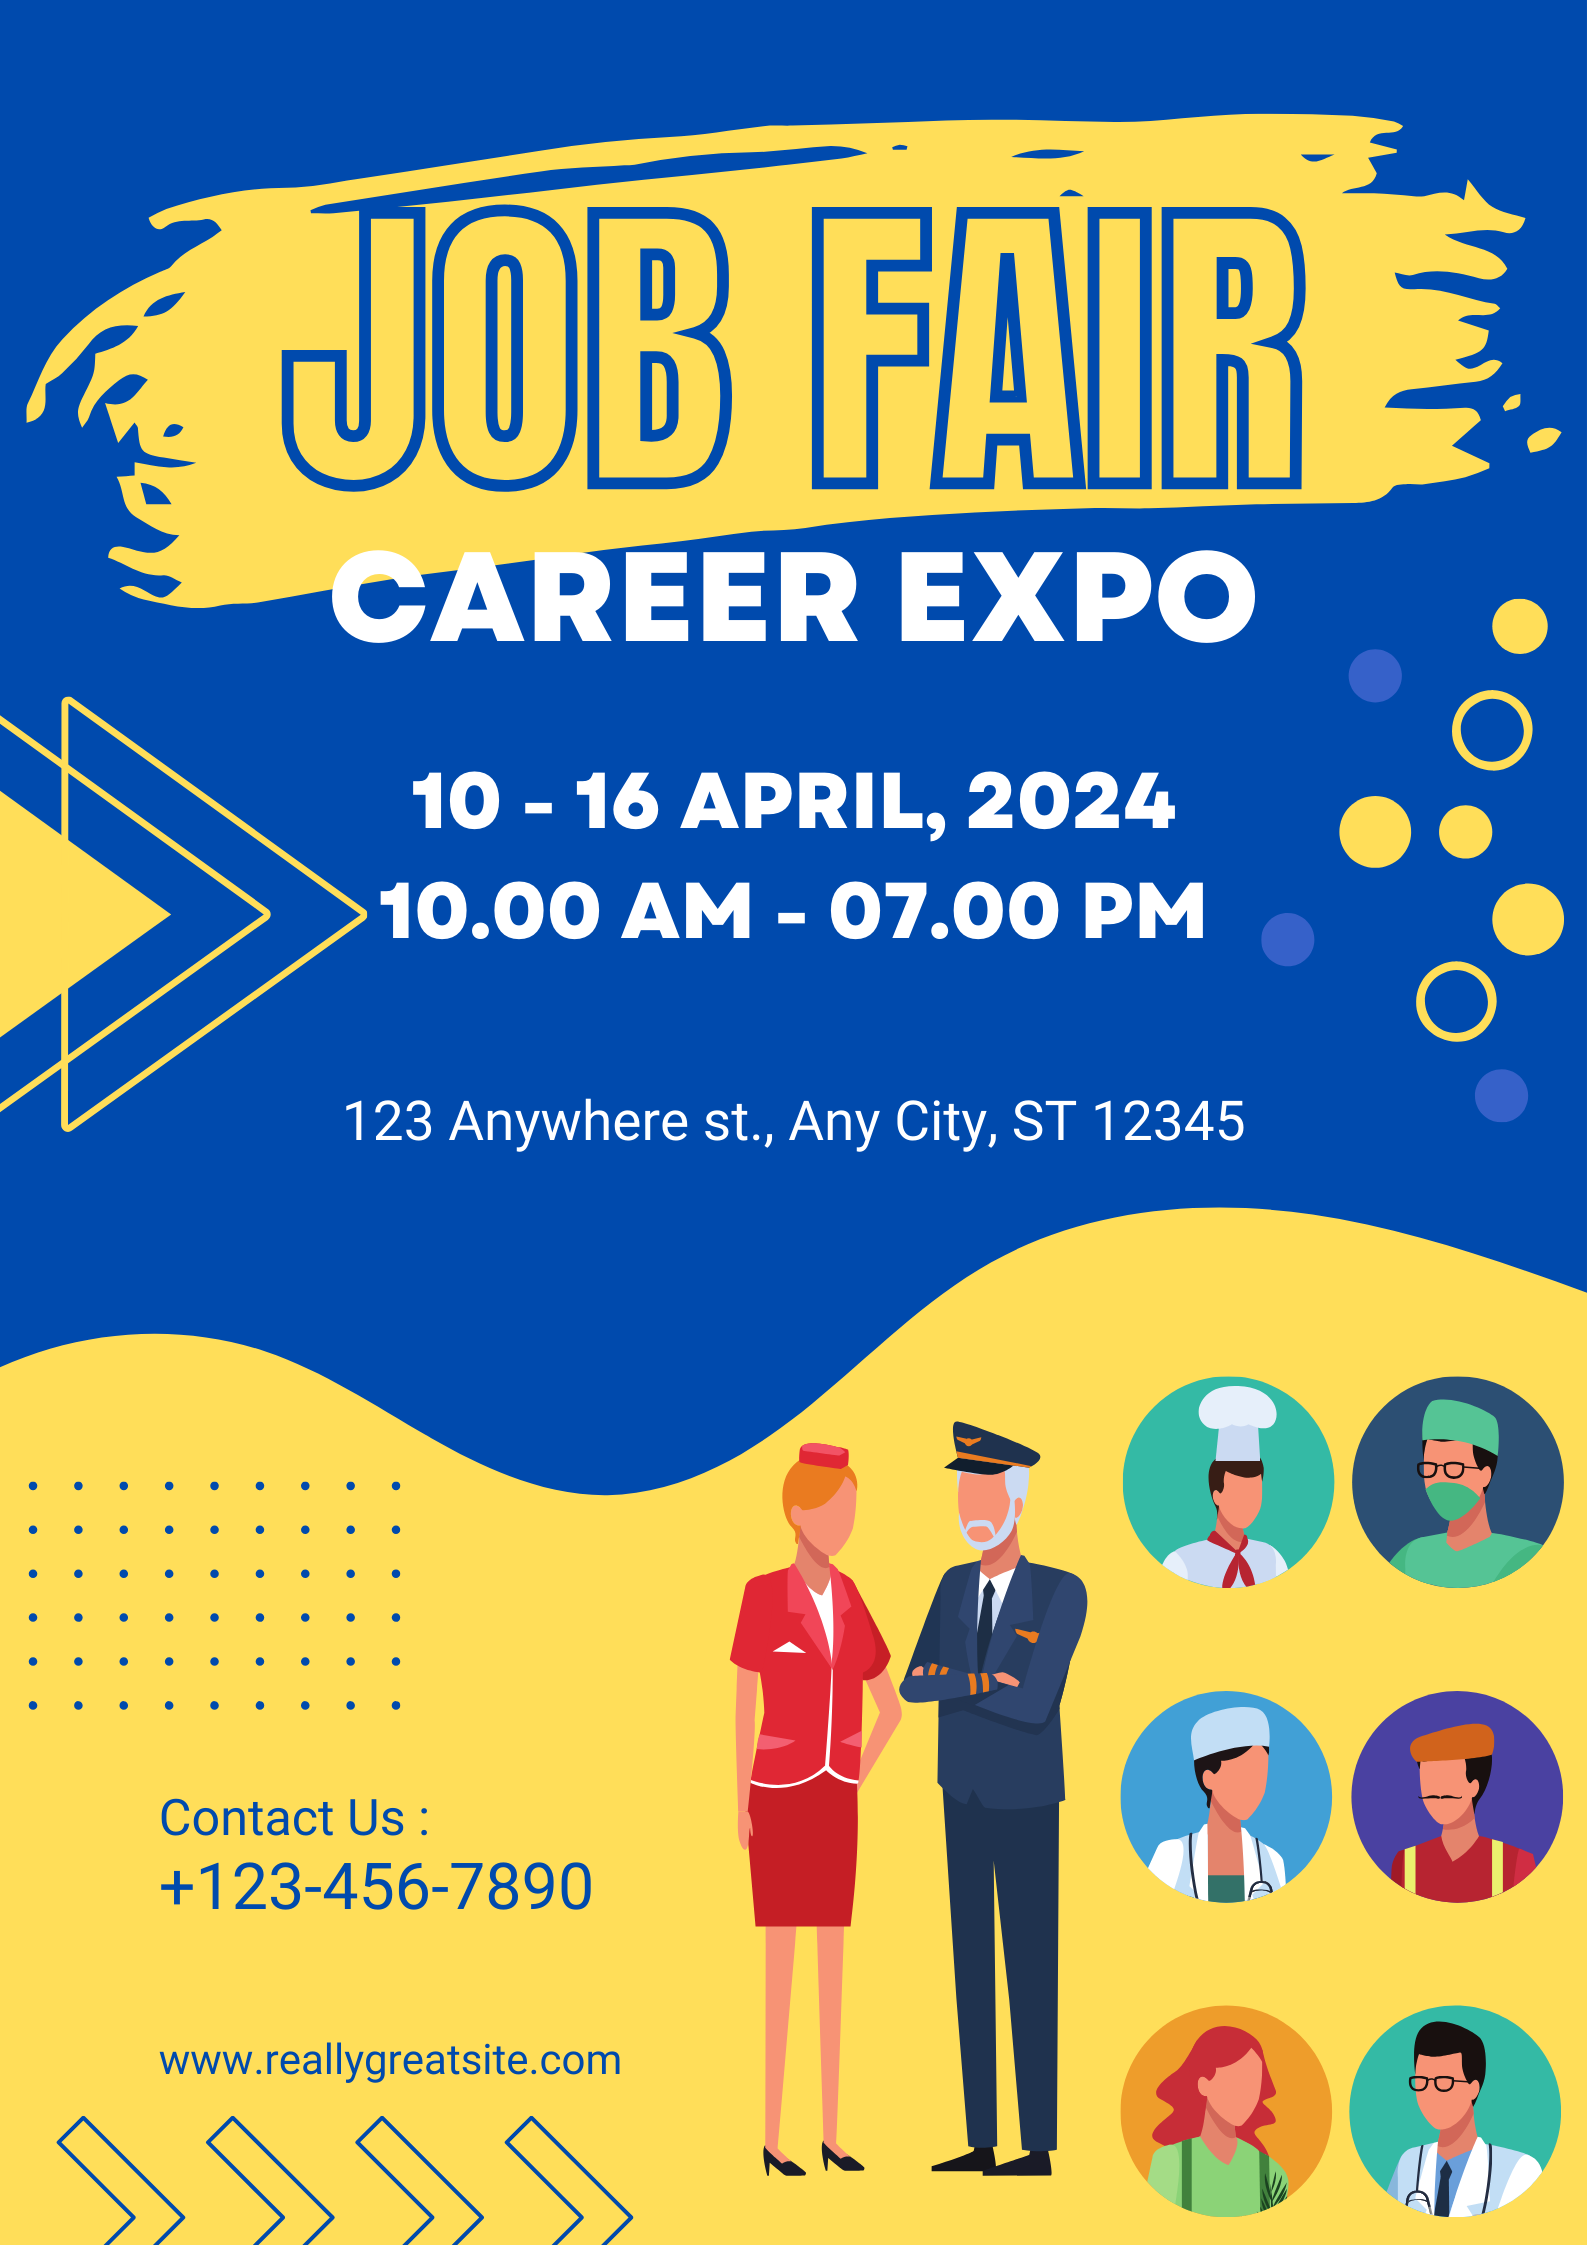 JOB FAIR
CAREER EXPO
10 - 16 APRIL, 2024
10.00 AM - 07.00 PM
123 Anywhere st., Any City, ST 12345
Contact Us :
+123-456-7890
www.reallygreatsite.com